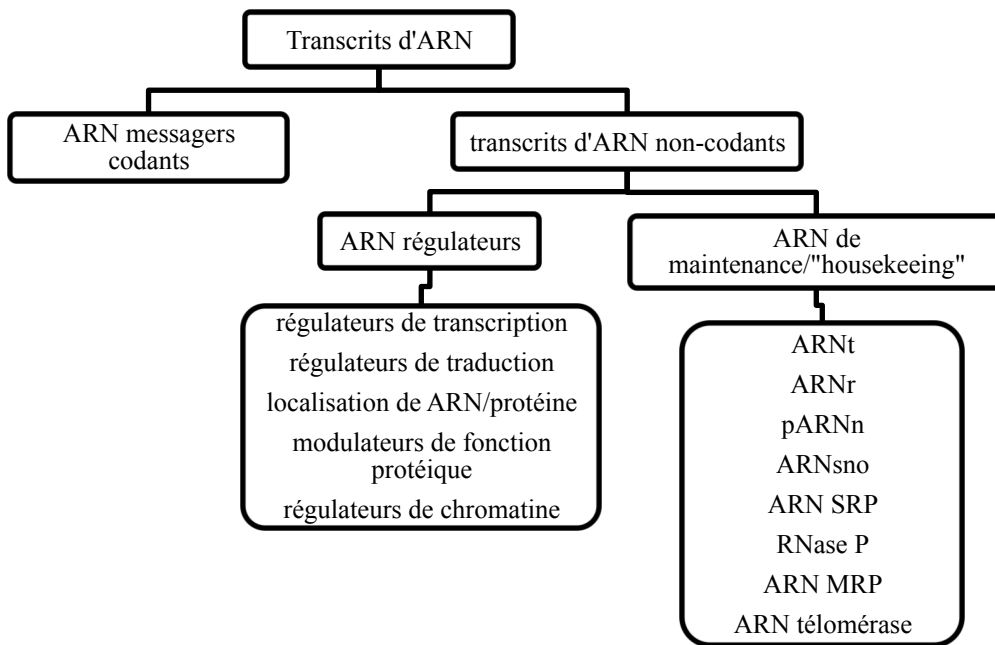 Transcrits d'ARN
ARN messagers
codants
transcrits d'ARN non-codants
ARN régulateurs
ARN de
maintenance/"housekeeing"
régulateurs de transcription
régulateurs de traduction
localisation de ARN/protéine
modulateurs de fonction
protéique
régulateurs de chromatine
ARNt
ARNr
pARNn
ARNsno
ARN SRP
RNase P
ARN MRP
ARN télomérase